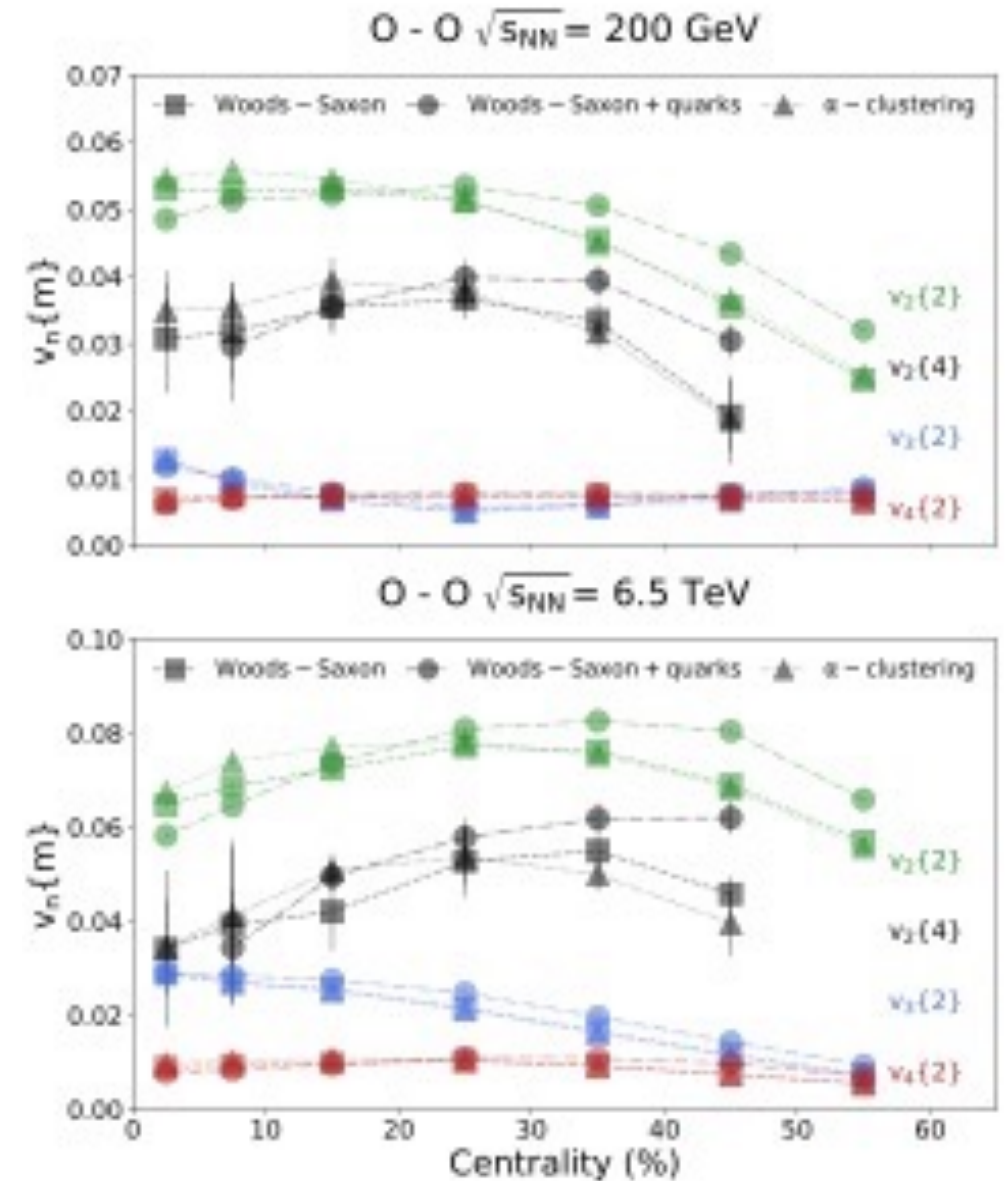 O - O √sNN = 200 GeV
0.07
Woods – Saxon Woods – Saxon + quarks α – clustering
0.06
0.05
0.04
0.03
0.02
0.01
0.00
vn{m}
v2{2}
v2{4}
v3{2}
v4{2}
O - O √sNN = 6.5 TeV
0.10
Woods – Saxon Woods – Saxon + quarks α – clustering
0.08
0.06
0.04
0.02
0.00
vn{m}
v2{2}
v2{4}
v3{2}
v4{2}
0 10 20 30 40 50 60
Centrality (%)